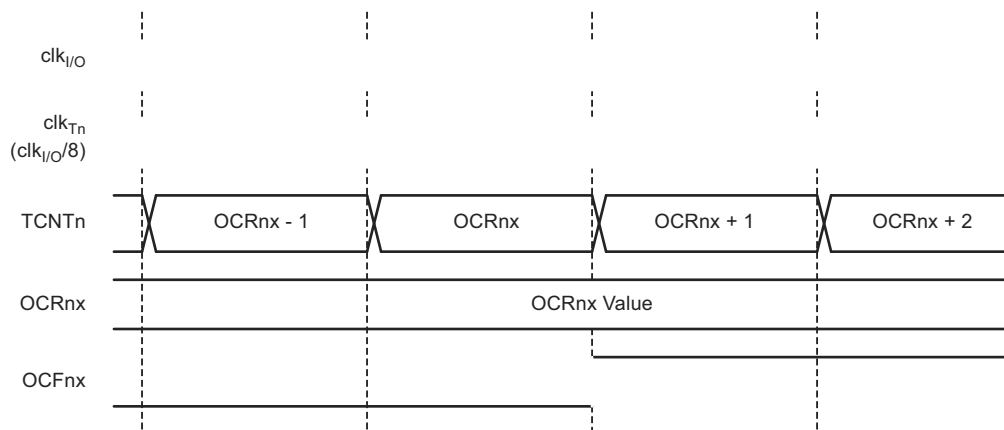 clkI/O
clkTn
(clkI/O/8)
TCNTn
OCRnx - 1
OCRnx
OCRnx + 1
OCRnx + 2
OCRnx
OCRnx Value
OCFnx